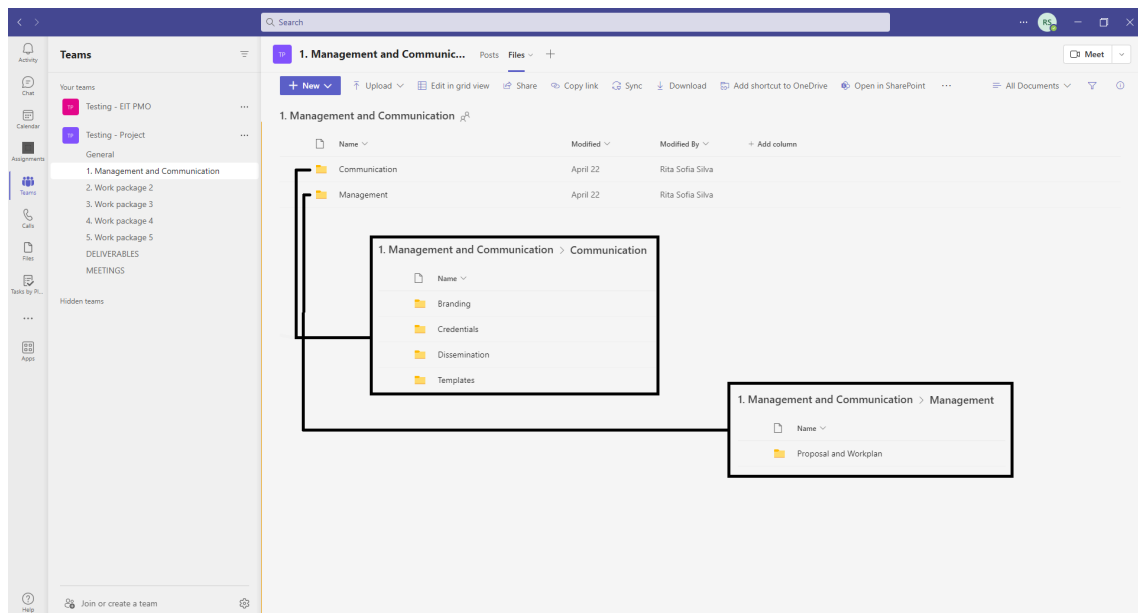 Search
RS
Activity
Chat
Calendar
Assignments
Teams
Calls
Files
Tasks by Pl...
Apps
Help
Teams
Your teams
TP Testing - EIT PMO
TP Testing - Project
General
1. Management and Communication
2. Work package 2
3. Work package 3
4. Work package 4
5. Work package 5
DELIVERABLES
MEETINGS
Hidden teams
Join or create a team
TP 1. Management and Communic... Posts Files Meet
New Upload Edit in grid view Share Copy link Sync Download Add shortcut to OneDrive Open in SharePoint ... All Documents
1. Management and Communication
Name Modified Modified By + Add column
Communication April 22 Rita Sofia Silva
Management April 22 Rita Sofia Silva
1. Management and Communication > Communication
Name
Branding
Credentials
Dissemination
Templates
1. Management and Communication > Management
Name
Proposal and Workplan